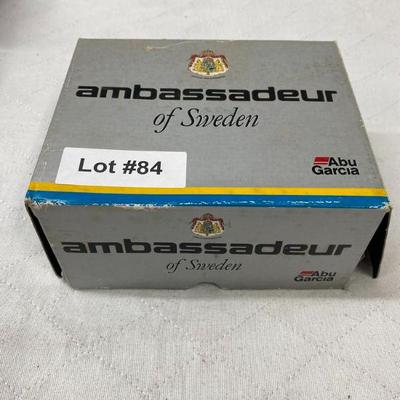 ambassadeur
of Sweden
Lot #84
Abu
Garcia
ambassadeur
of Sweden
Abu
Garcia